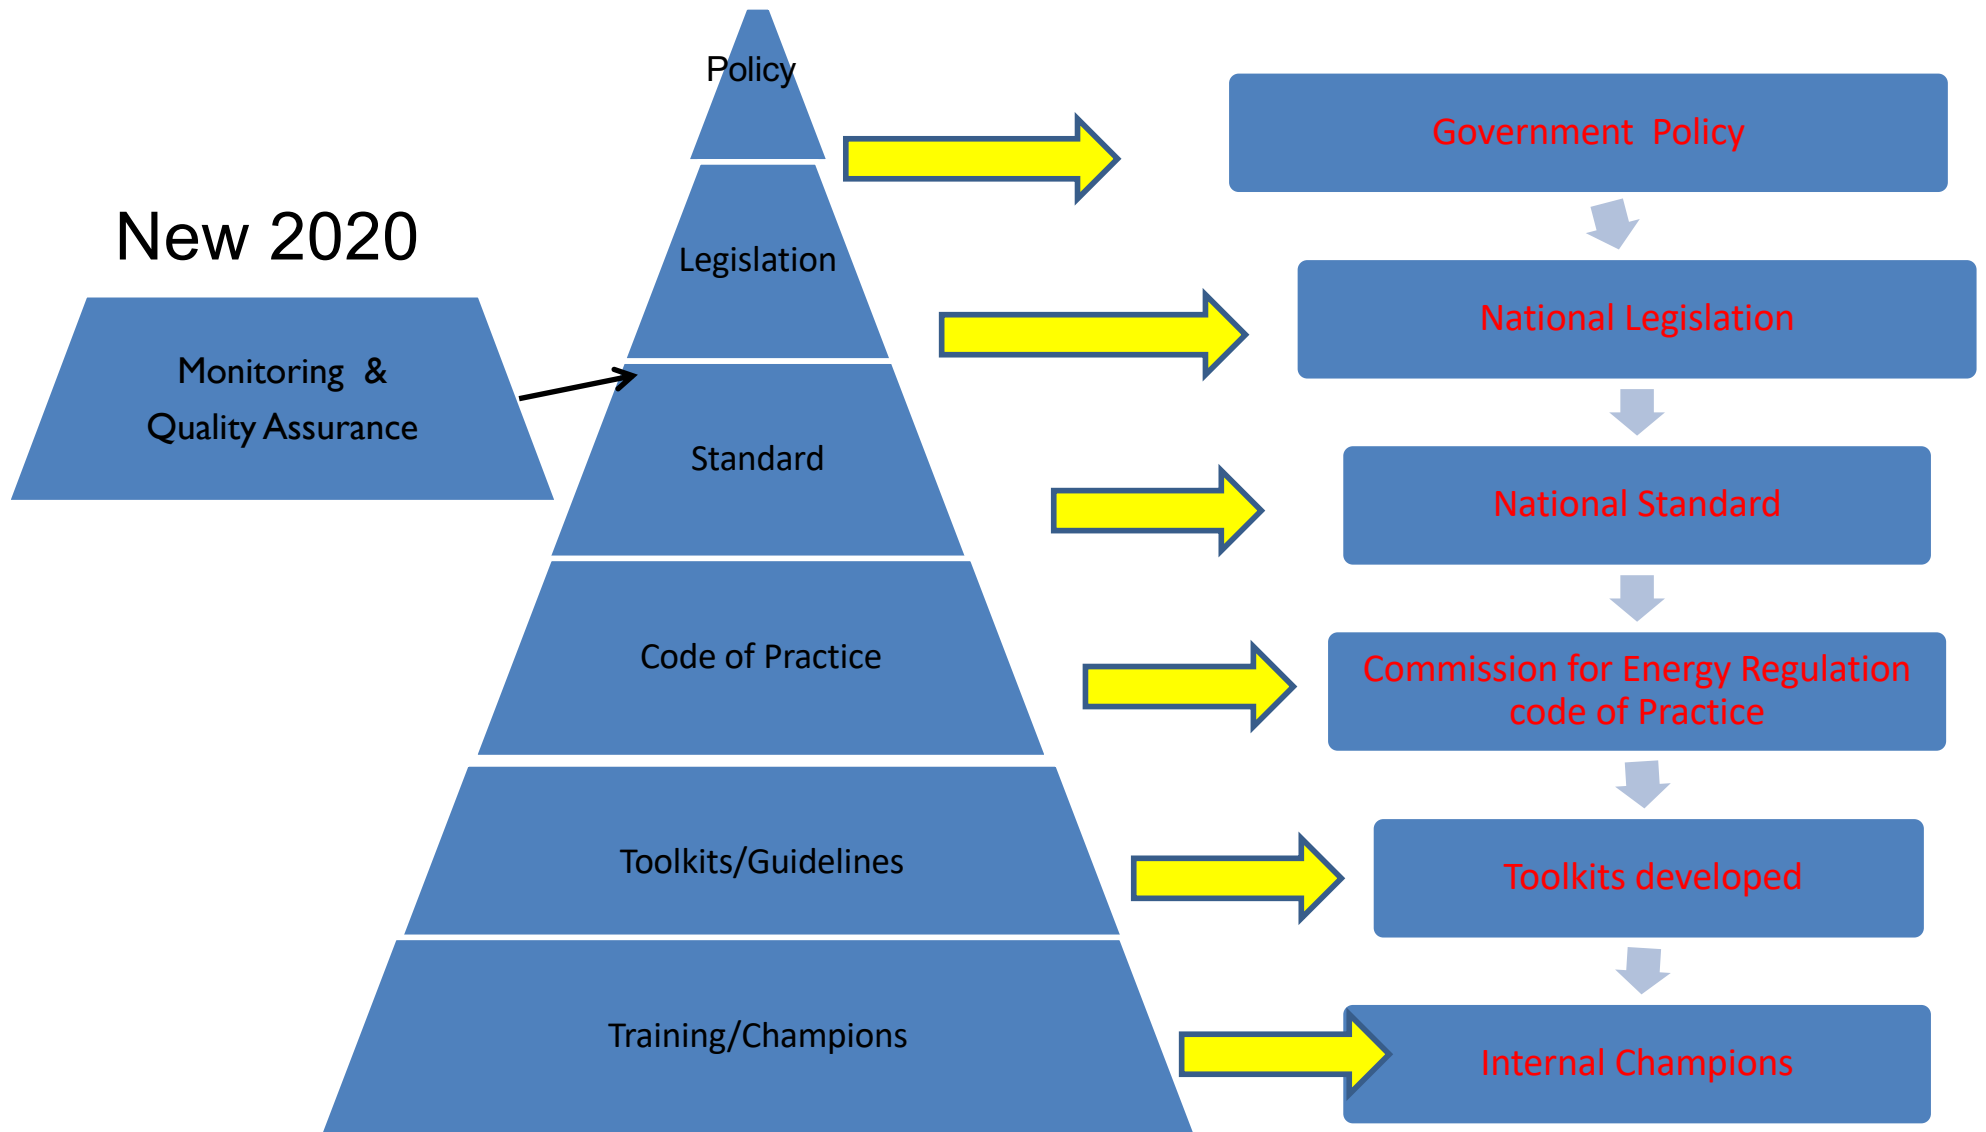 Policy
Government Policy
New 2020
Legislation
National Legislation
Monitoring &
Quality Assurance
Standard
National Standard
Code of Practice
Commission for Energy Regulation
code of Practice
Toolkits/Guidelines
Toolkits developed
Training/Champions
Internal Champions